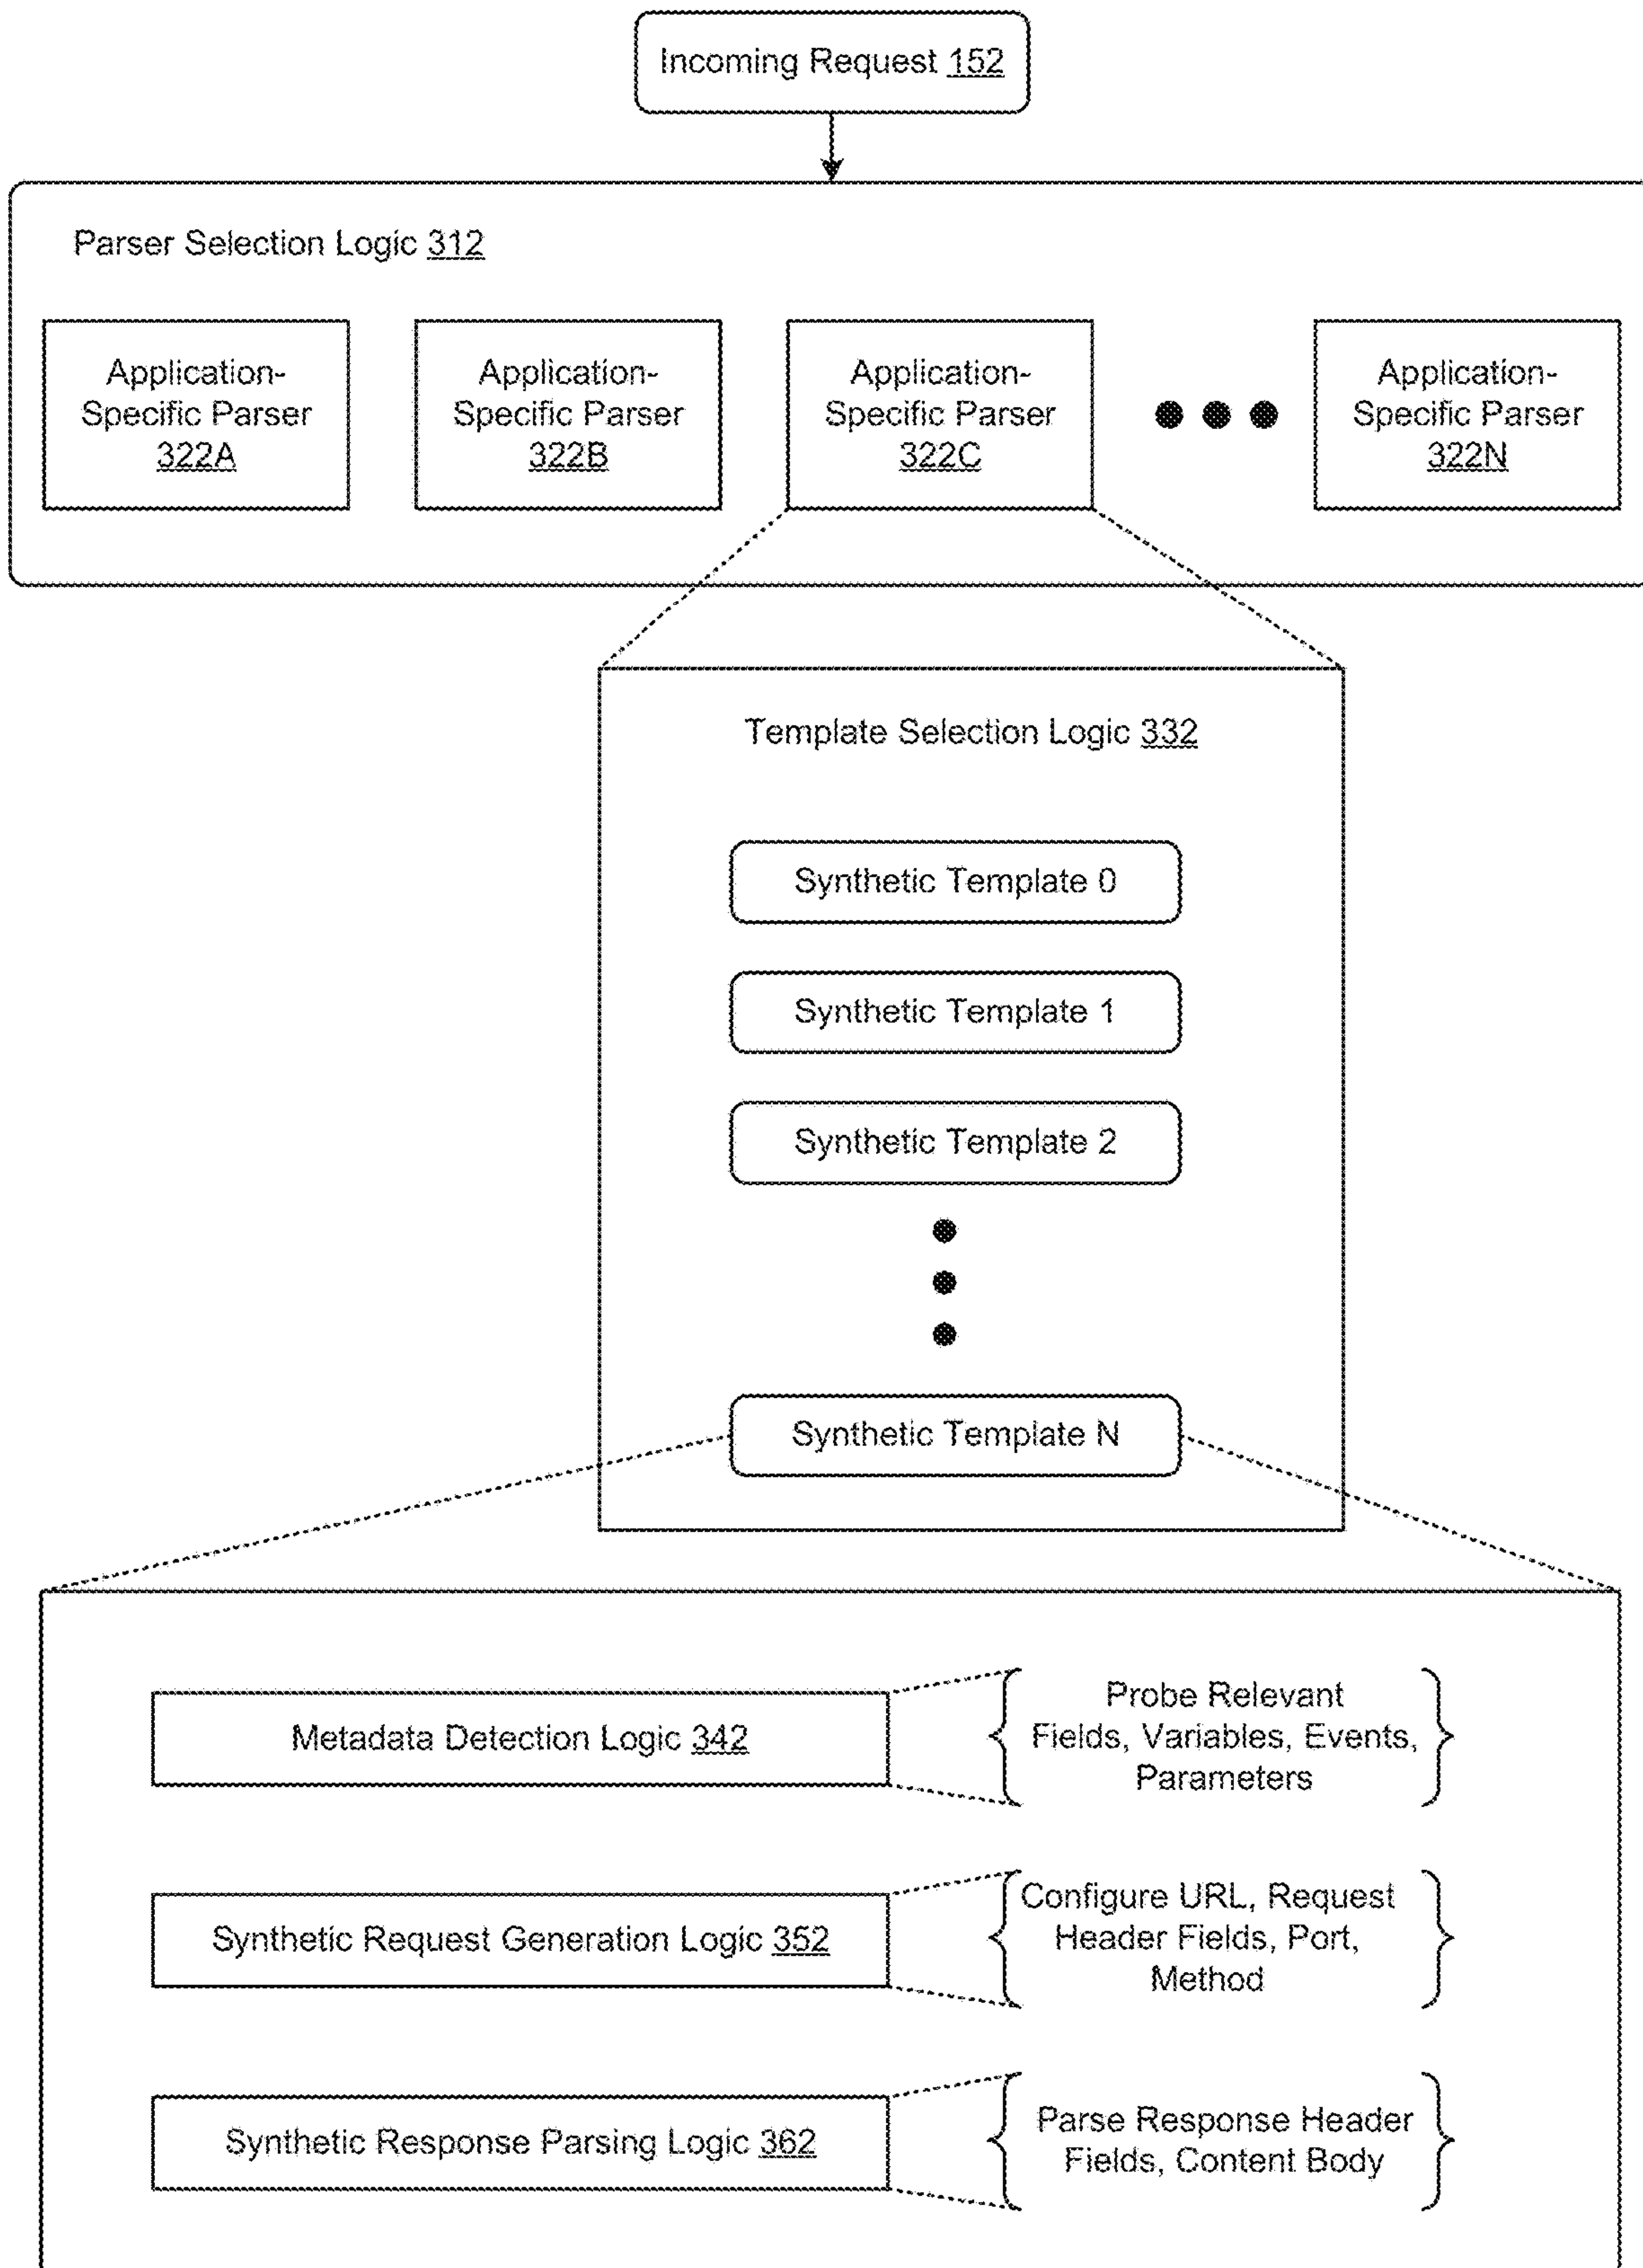 Incoming Request 152
Parser Selection Logic 312
Application-
Specific Parser
322A
Application-
Specific Parser
322B
Application-
Specific Parser
322C
Application-
Specific Parser
322N
Template Selection Logic 332
Synthetic Template 0
Synthetic Template 1
Synthetic Template 2
Synthetic Template N
Metadata Detection Logic 342
Probe Relevant
Fields, Variables, Events,
Parameters
Synthetic Request Generation Logic 352
Configure URL, Request
Header Fields, Port,
Method
Synthetic Response Parsing Logic 362
Parse Response Header
Fields, Content Body